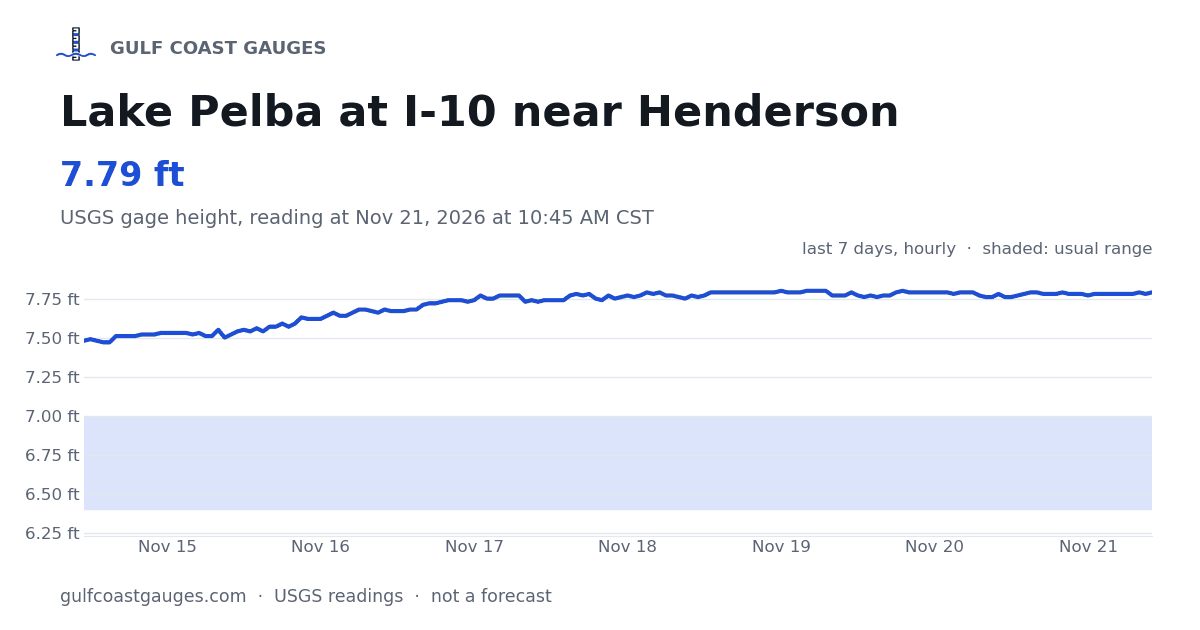 GULF COAST GAUGES
Lake Pelba at I-10 near Henderson
7.79 ft
USGS gage height, reading at Nov 21, 2026 at 10:45 AM CST
last 7 days, hourly · shaded: usual range
7.75 ft
7.50 ft
7.25 ft
7.00 ft
6.75 ft
6.50 ft
6.25 ft
Nov 15 Nov 16 Nov 17 Nov 18 Nov 19 Nov 20 Nov 21
gulfcoastgauges.com · USGS readings · not a forecast